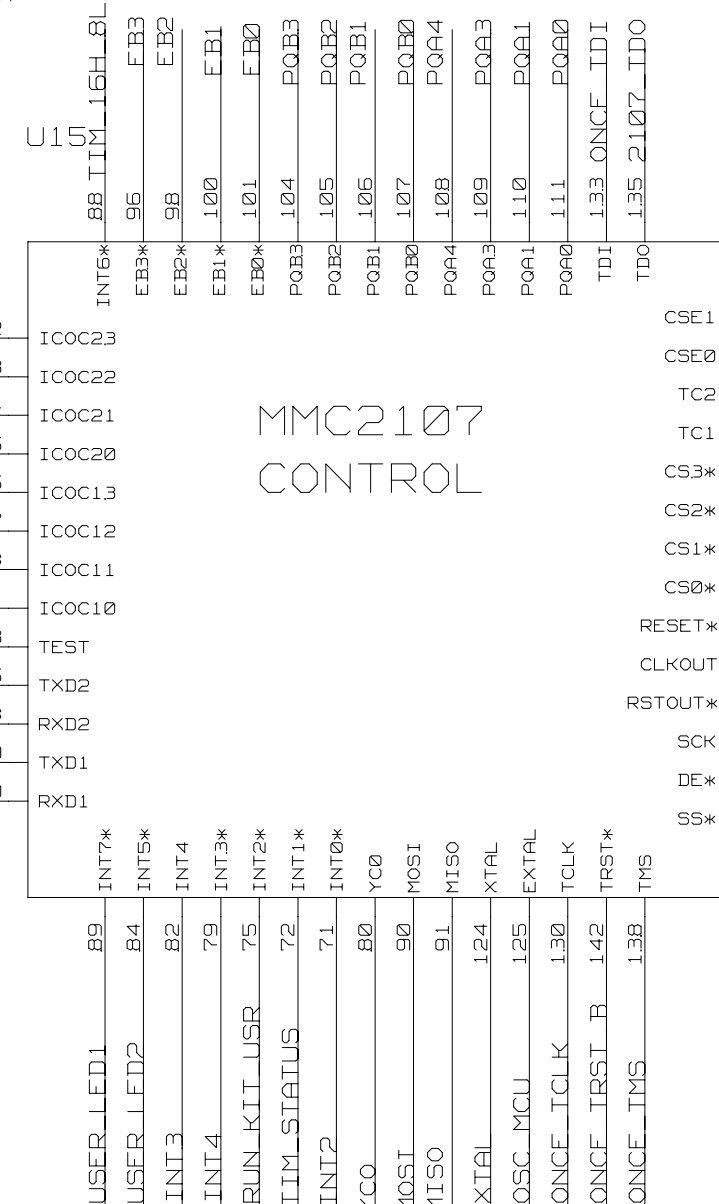 U15
TIM_16H_8L
EB3
EB2
EB1
EB0
PQB3
PQB2
PQB1
PQB0
PQA4
PQA3
PQA1
PQA0
ONCE_TDI
2107_TDO
88
96
98
100
101
104
105
106
107
108
109
110
111
133
135
INT6*
EB3*
EB2*
EB1*
EB0*
PQB3
PQB2
PQB1
PQB0
PQA4
PQA3
PQA1
PQA0
TDI
TDO
ICOC23
ICOC22
ICOC21
ICOC20
ICOC13
ICOC12
ICOC11
ICOC10
TEST
TXD2
RXD2
TXD1
RXD1
MMC2107
CONTROL
CSE1
CSE0
TC2
TC1
CS3*
CS2*
CS1*
CS0*
RESET*
CLKOUT
RSTOUT*
SCK
DE*
SS*
INT7*
INT5*
INT4
INT3*
INT2*
INT1*
INT0*
YC0
MOSI
MISO
XTAL
EXTAL
TCLK
TRST*
TMS
89
84
82
79
75
72
71
80
90
91
124
125
130
142
138
USER_LED1
USER_LED2
INT3
INT4
RUN_KIT_USR
TIM_STATUS
INT2
YCO
MOSI
MISO
XTAL
OSC_MCU
ONCE_TCLK
ONCE_TRST_B
ONCE_TMS